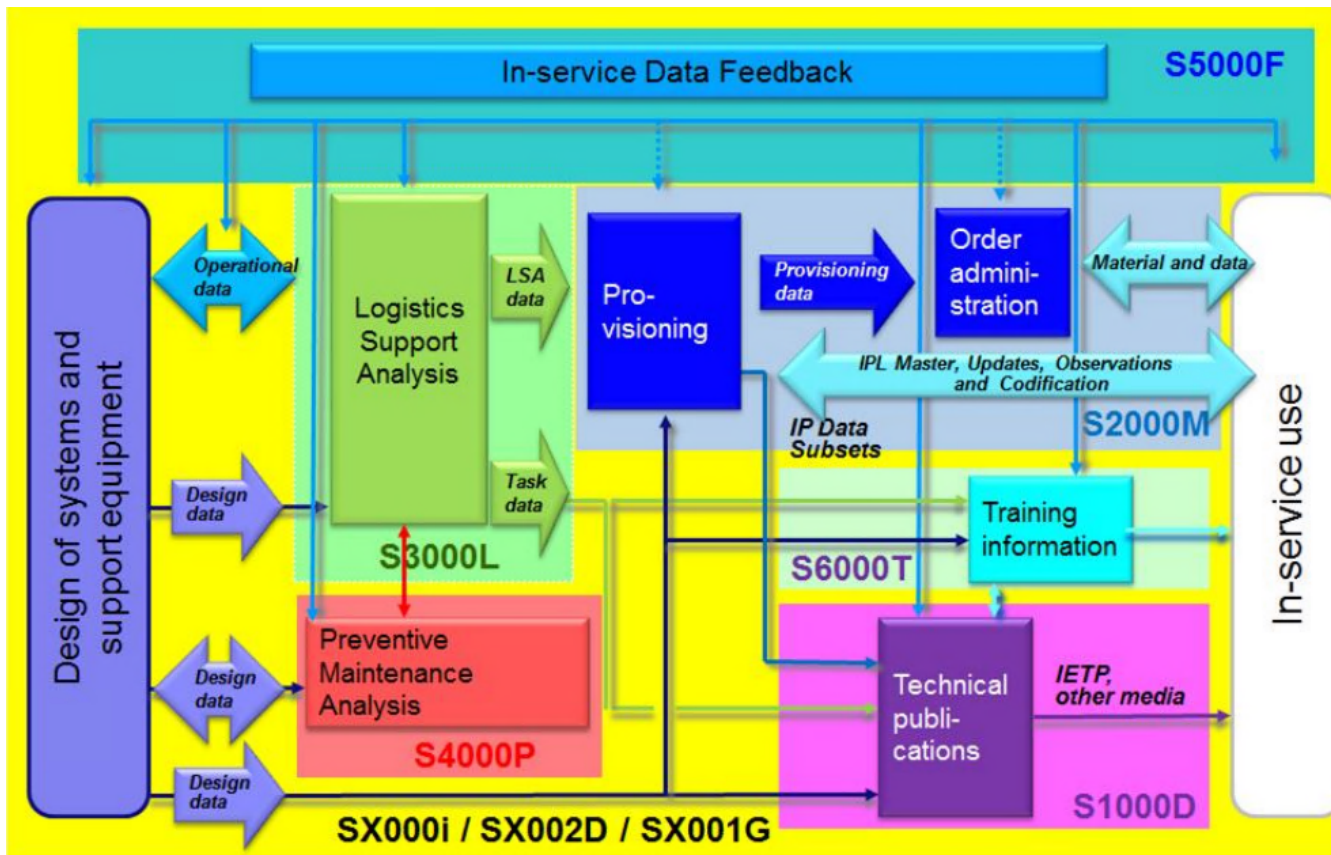 In-service Data Feedback
S5000F
Design of systems and
support equipment
Operational
data
Logistics
Support
Analysis
LSA
data
Pro-
visioning
Provisioning
data
Order
admini-
stration
Material and data
IPL Master, Updates, Observations
and Codification
S2000M
IP Data
Subsets
In-service use
Design
data
Task
data
S3000L
Training
information
S6000T
Design
data
Preventive
Maintenance
Analysis
S4000P
Technical
publi-
cations
IETP,
other media
S1000D
Design
data
SX000i / SX002D / SX001G